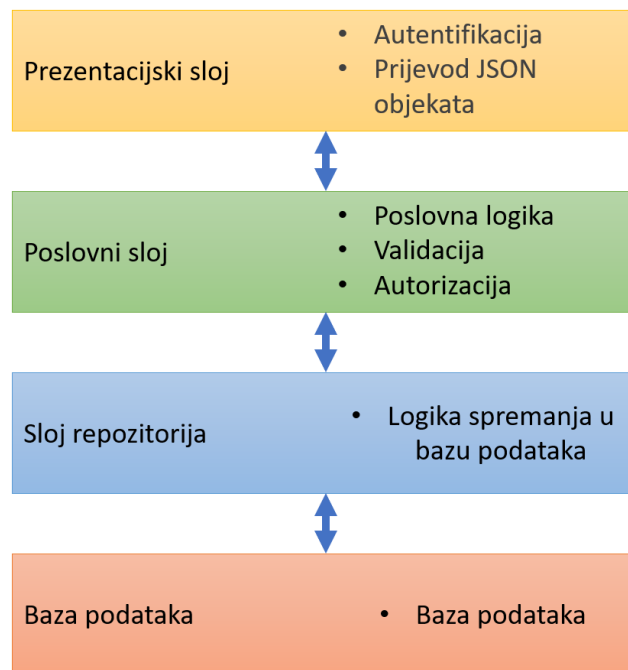 Prezentacijski sloj
• Autentifikacija
• Prijevod JSON
objekata
Poslovni sloj
• Poslovna logika
• Validacija
• Autorizacija
Sloj repozitorija
• Logika spremanja u
bazu podataka
Baza podataka
• Baza podataka